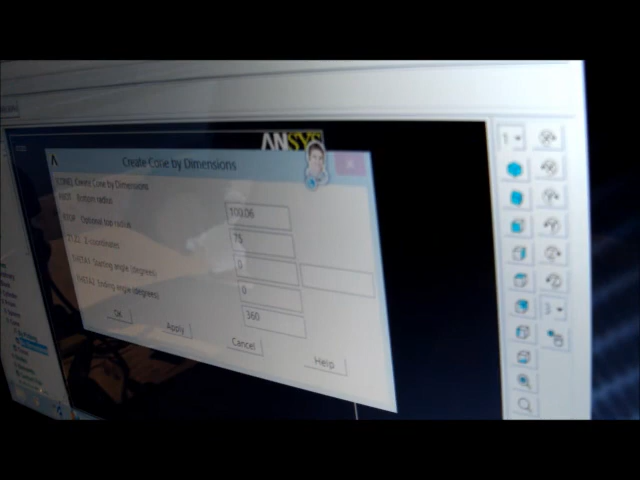 ANSYS
Create Cone by Dimensions
[CONE] Create Cone by Dimensions
RBOT Bottom radius
100.06
RTOP Optional top radius
75
Z1,Z2 Z-coordinates
0
THETA1 Starting angle (degrees)
0
THETA2 Ending angle (degrees)
360
OK
Apply
Cancel
Help
1
3